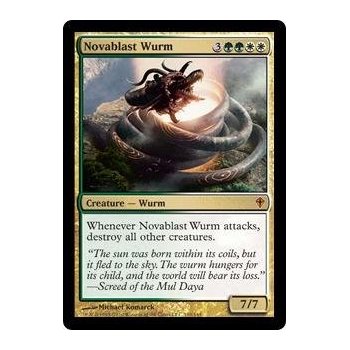 Novablast Wurm 3
Creature — Wurm
Whenever Novablast Wurm attacks,
destroy all other creatures.
"The sun was born within its coils, but
it fled to the sky. The wurm hungers for
its child, and the world will bear its loss."
—Screed of the Mul Daya
7/7
Michael Komarck